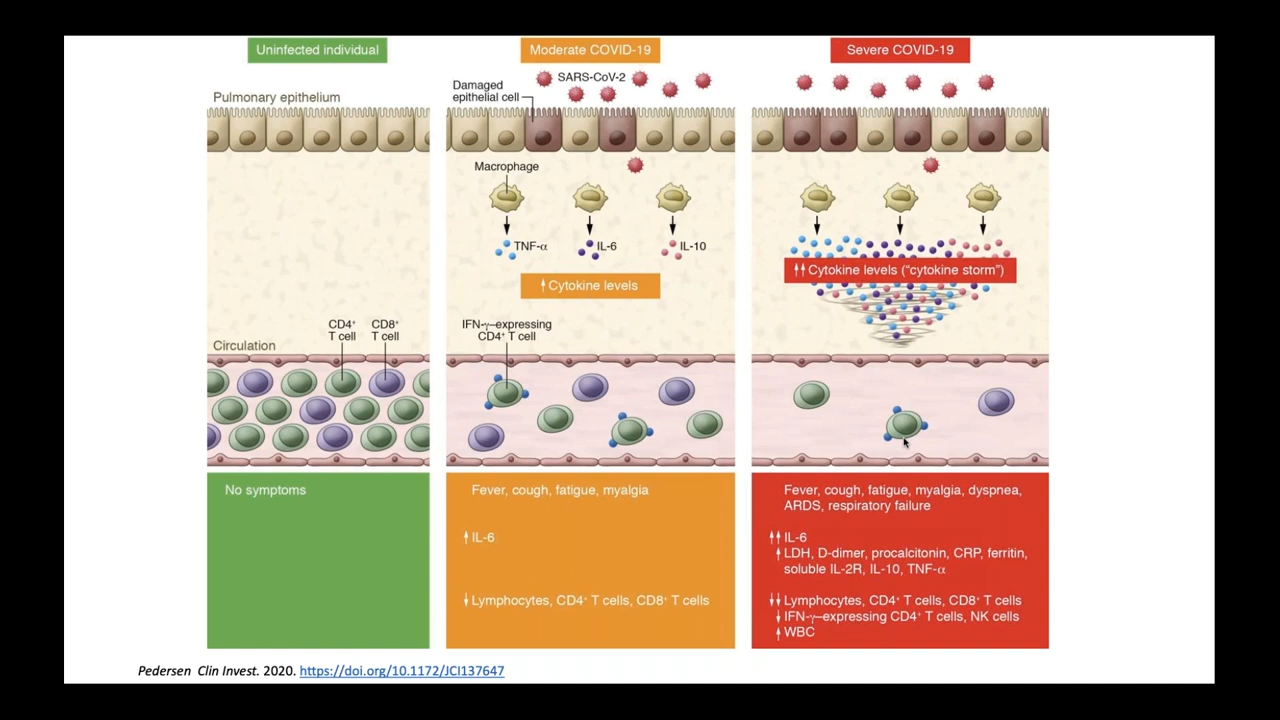 Uninfected individual
Pulmonary epithelium
CD4⁺
T cell
CD8⁺
T cell
Circulation
No symptoms
Moderate COVID-19
SARS-CoV-2
Damaged
epithelial cell
Macrophage
TNF-α
IL-6
IL-10
↑ Cytokine levels
IFN-γ–expressing
CD4⁺ T cell
Fever, cough, fatigue, myalgia
↑ IL-6
↓ Lymphocytes, CD4⁺ T cells, CD8⁺ T cells
Severe COVID-19
↑↑ Cytokine levels (“cytokine storm”)
Fever, cough, fatigue, myalgia, dyspnea,
ARDS, respiratory failure
↑↑ IL-6
↑ LDH, D-dimer, procalcitonin, CRP, ferritin,
soluble IL-2R, IL-10, TNF-α
↓↓ Lymphocytes, CD4⁺ T cells, CD8⁺ T cells
↓ IFN-γ–expressing CD4⁺ T cells, NK cells
↑ WBC
Pedersen Clin Invest. 2020. https://doi.org/10.1172/JCI137647